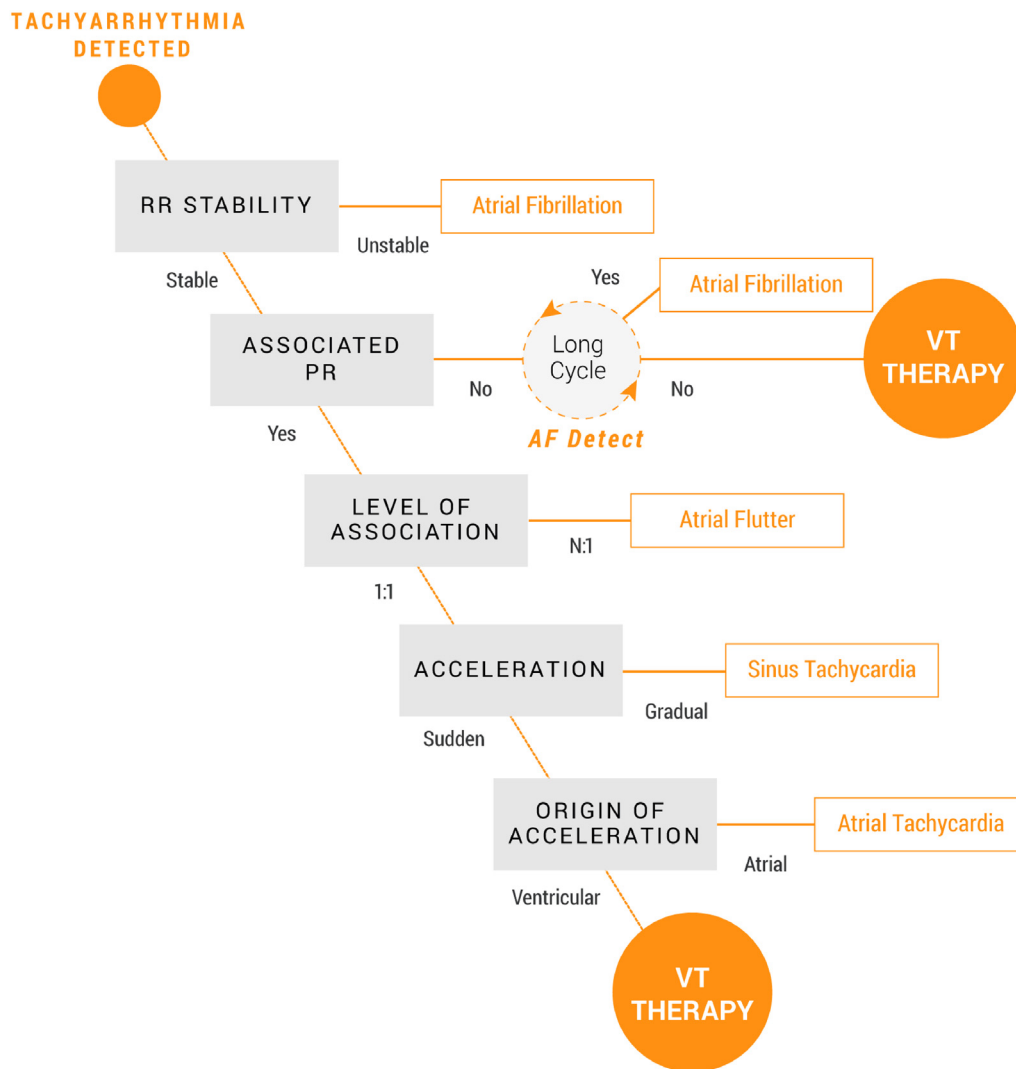 TACHYARRHYTHMIA
DETECTED
RR STABILITY
Atrial Fibrillation
Unstable
Stable
Yes
Atrial Fibrillation
ASSOCIATED
PR
Long
Cycle
VT
THERAPY
No
No
AF Detect
Yes
LEVEL OF
ASSOCIATION
Atrial Flutter
N:1
1:1
ACCELERATION
Sinus Tachycardia
Gradual
Sudden
ORIGIN OF
ACCELERATION
Atrial Tachycardia
Atrial
Ventricular
VT
THERAPY